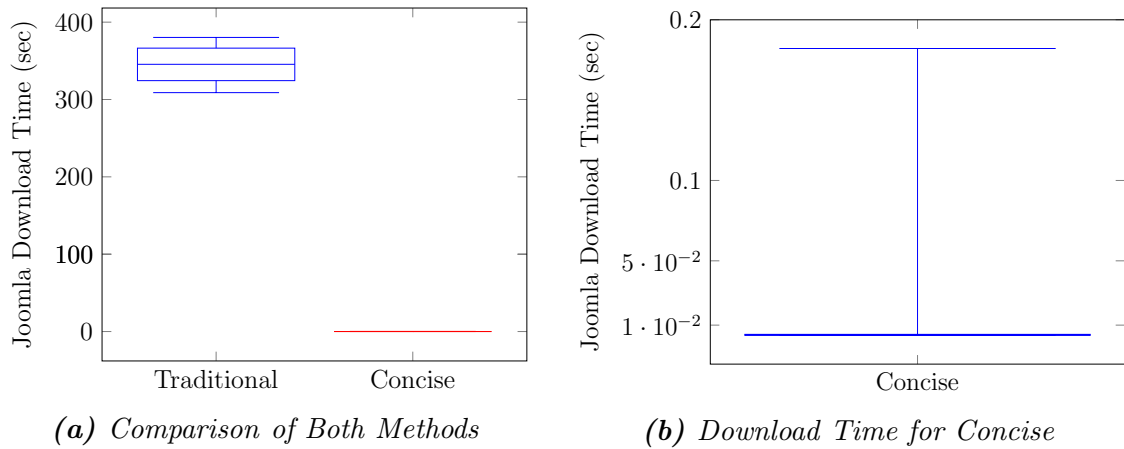 Joomla Download Time (sec)
400
300
200
100
0
Traditional
Concise
(a) Comparison of Both Methods
Joomla Download Time (sec)
0.2
0.1
5 · 10⁻²
1 · 10⁻²
Concise
(b) Download Time for Concise